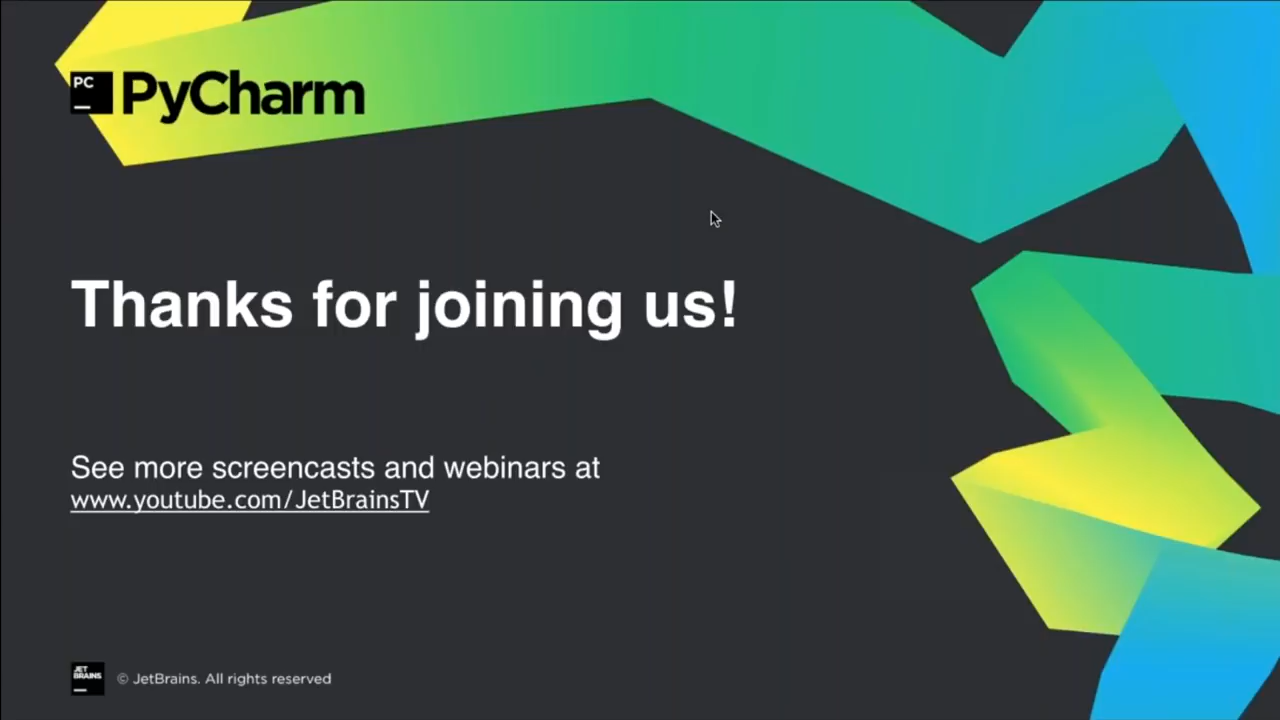 PC
PyCharm
Thanks for joining us!
See more screencasts and webinars at
www.youtube.com/JetBrainsTV
JET
BRAINS
© JetBrains. All rights reserved